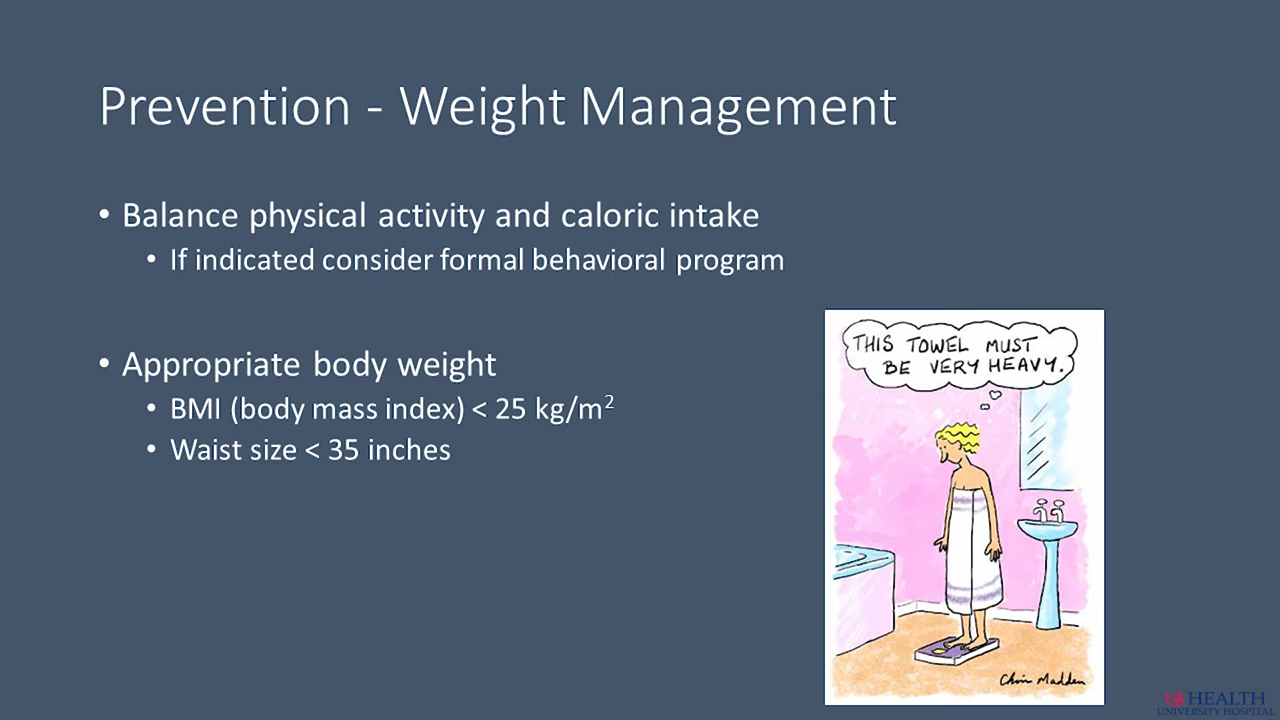 Prevention - Weight Management
• Balance physical activity and caloric intake
• If indicated consider formal behavioral program
• Appropriate body weight
• BMI (body mass index) < 25 kg/m²
• Waist size < 35 inches
THIS TOWEL MUST
BE VERY HEAVY.
Chris Madden
HEALTH
UNIVERSITY HOSPITAL